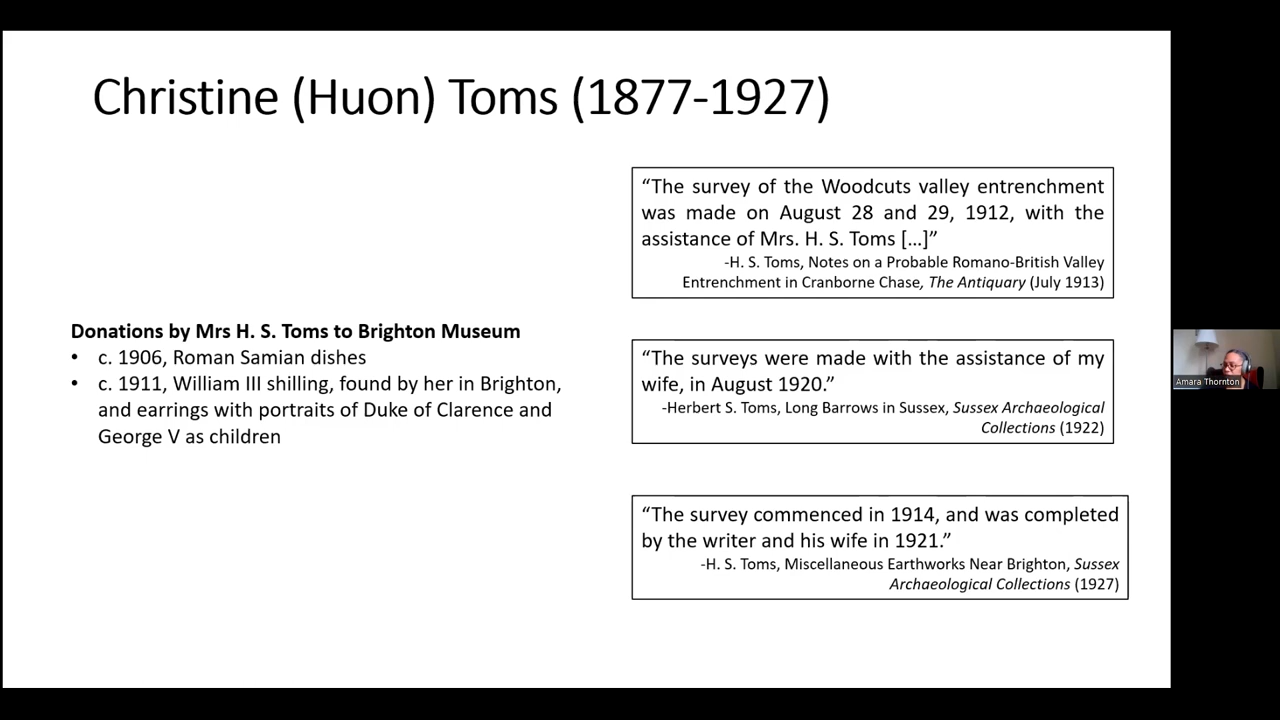 Christine (Huon) Toms (1877-1927)
Donations by Mrs H. S. Toms to Brighton Museum
• c. 1906, Roman Samian dishes
• c. 1911, William III shilling, found by her in Brighton,
and earrings with portraits of Duke of Clarence and
George V as children
“The survey of the Woodcuts valley entrenchment
was made on August 28 and 29, 1912, with the
assistance of Mrs. H. S. Toms [...]”
-H. S. Toms, Notes on a Probable Romano-British Valley
Entrenchment in Cranborne Chase, The Antiquary (July 1913)
“The surveys were made with the assistance of my
wife, in August 1920.”
-Herbert S. Toms, Long Barrows in Sussex, Sussex Archaeological
Collections (1922)
“The survey commenced in 1914, and was completed
by the writer and his wife in 1921.”
-H. S. Toms, Miscellaneous Earthworks Near Brighton, Sussex
Archaeological Collections (1927)
Amara Thornton